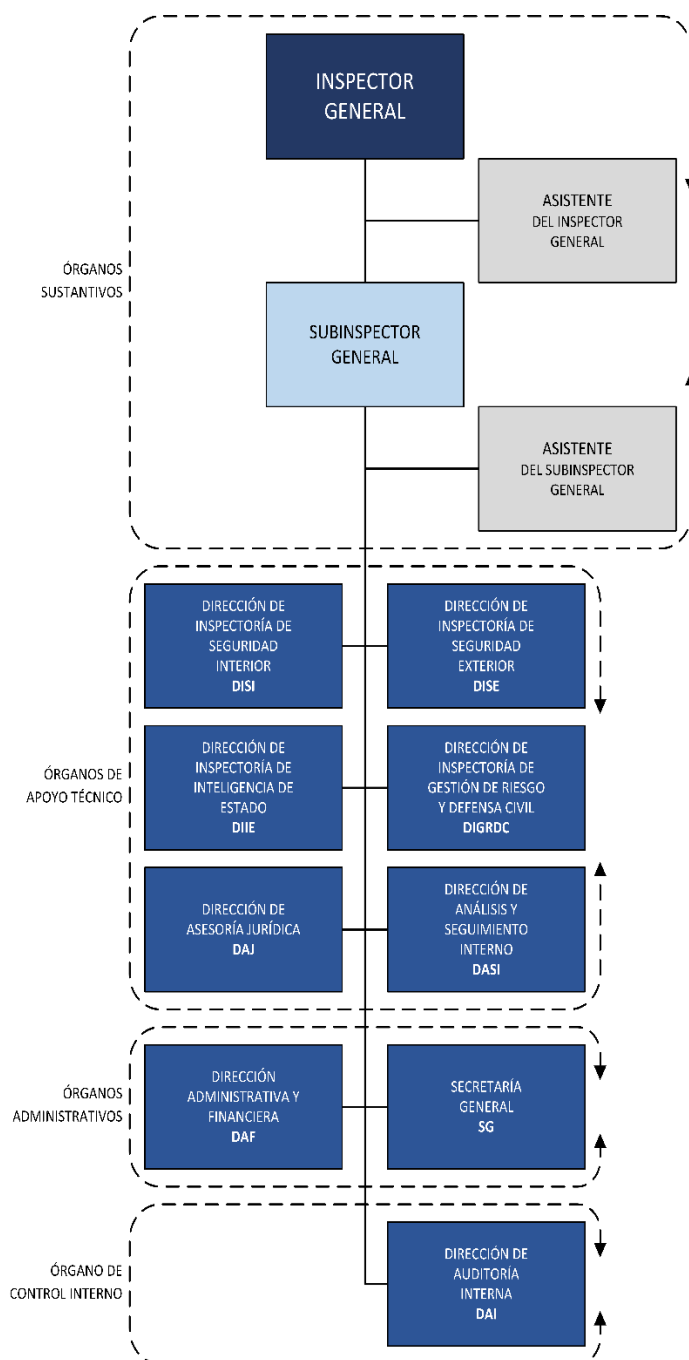 INSPECTOR
GENERAL
ASISTENTE
DEL INSPECTOR
GENERAL
ÓRGANOS
SUSTANTIVOS
SUBINSPECTOR
GENERAL
ASISTENTE
DEL SUBINSPECTOR
GENERAL
DIRECCIÓN DE
INSPECTORÍA DE
SEGURIDAD
INTERIOR
DISI
DIRECCIÓN DE
INSPECTORÍA DE
SEGURIDAD
EXTERIOR
DISE
ÓRGANOS DE
APOYO TÉCNICO
DIRECCIÓN DE
INSPECTORÍA DE
INTELIGENCIA DE
ESTADO
DIIE
DIRECCIÓN DE
INSPECTORÍA DE
GESTIÓN DE RIESGO
Y DEFENSA CIVIL
DIGRDC
DIRECCIÓN DE
ASESORÍA JURÍDICA
DAJ
DIRECCIÓN DE
ANÁLISIS Y
SEGUIMIENTO
INTERNO
DASI
ÓRGANOS
ADMINISTRATIVOS
DIRECCIÓN
ADMINISTRATIVA Y
FINANCIERA
DAF
SECRETARÍA
GENERAL
SG
ÓRGANO DE
CONTROL INTERNO
DIRECCIÓN DE
AUDITORÍA
INTERNA
DAI